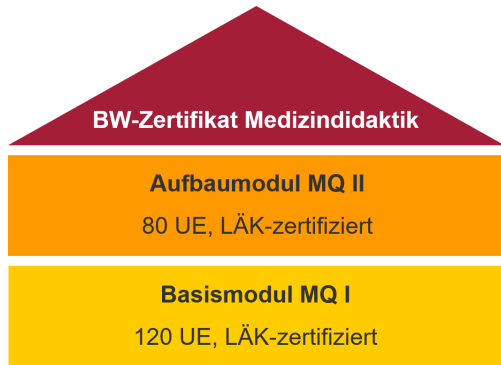 BW-Zertifikat Medizindidaktik
Aufbaumodul MQ II
80 UE, LÄK-zertifiziert
Basismodul MQ I
120 UE, LÄK-zertifiziert